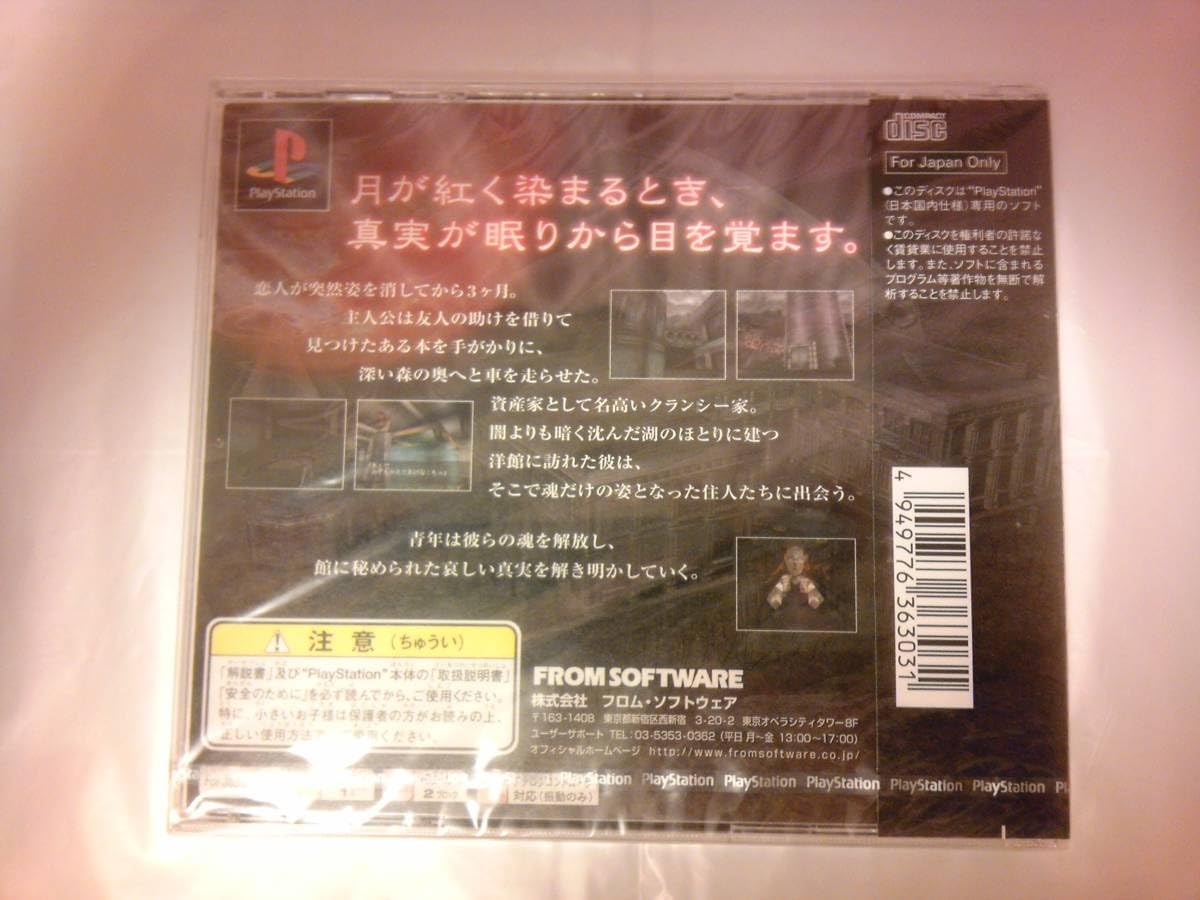 PlayStation
月が紅く染まるとき、
真実が眠りから目を覚ます。
恋人が突然姿を消してから3ヶ月。
主人公は友人の助けを借りて
見つけたある本を手がかりに、
深い森の奥へと車を走らせた。
資産家として名高いクランシー家。
闇よりも暗く沈んだ湖のほとりに建つ
洋館に訪れた彼は、
そこで魂だけの姿となった住人たちに出会う。
青年は彼らの魂を解放し、
館に秘められた哀しい真実を解き明かしていく。
注意(ちゅうい)
「解説書」及び"PlayStation"本体の「取扱説明書」
「安全のために」を必ず読んでから、ご使用ください。
特に、小さいお子様は保護者の方がお読みの上、
正しい使用方法でご使用ください。
FROM SOFTWARE
株式会社 フロム・ソフトウェア
〒163-1408 東京都新宿区西新宿 3-20-2 東京オペラシティタワー8F
ユーザーサポート TEL:03-5353-0362 (平日 月~金 13:00~17:00)
オフィシャルホームページ http://www.fromsoftware.co.jp/
PlayStation PlayStation PlayStation PlayStation PlayStation PlayStation
2ブロック
対応(振動のみ)
COMPACT
disc
For Japan Only
●このディスクは"PlayStation"
(日本国内仕様)専用のソフト
です。
●このディスクを権利者の許諾な
く賃貸業に使用することを禁止
します。また、ソフトに含まれる
プログラム等著作物を無断で解
析することを禁止します。
4 949776 363031